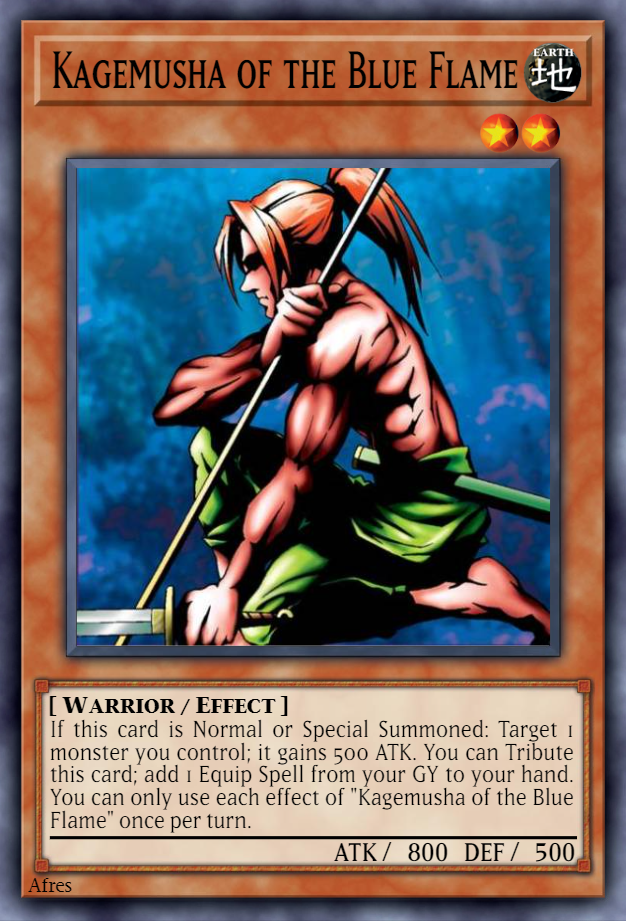 Kagemusha of the Blue Flame
EARTH
地
[ Warrior / Effect ]
If this card is Normal or Special Summoned: Target 1
monster you control; it gains 500 ATK. You can Tribute
this card; add 1 Equip Spell from your GY to your hand.
You can only use each effect of "Kagemusha of the Blue
Flame" once per turn.
ATK / 800 DEF / 500
Afres